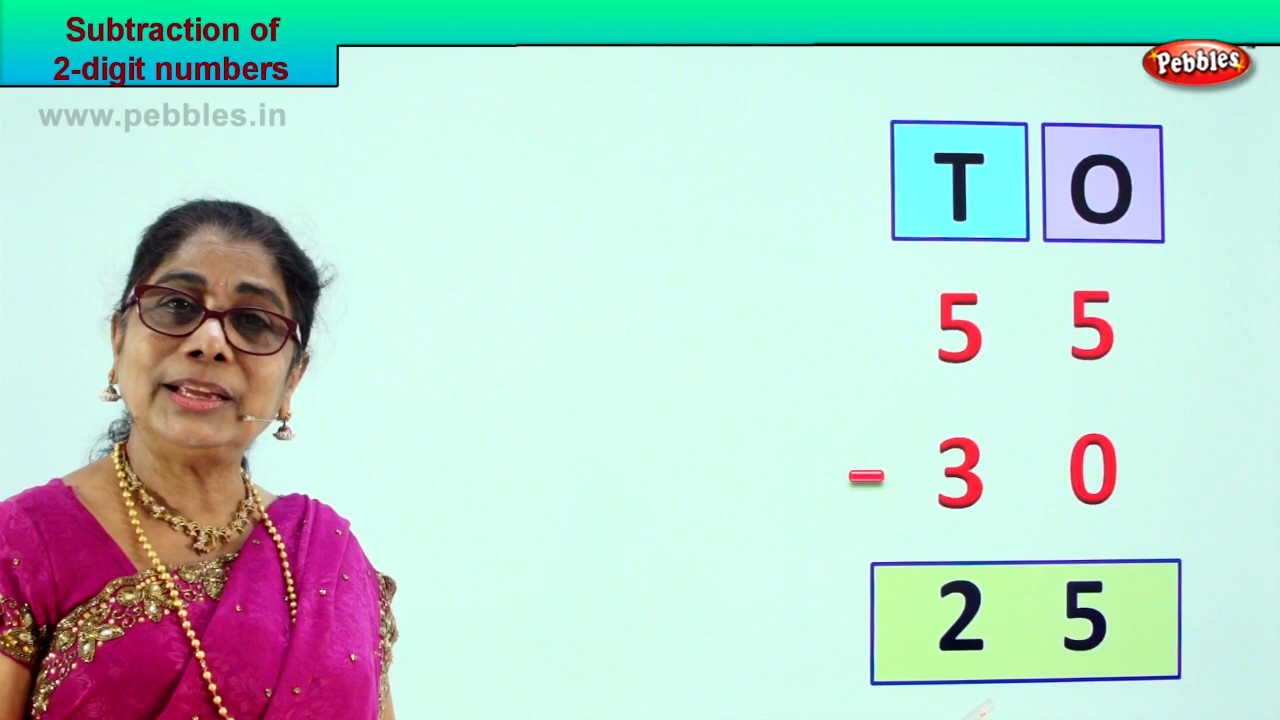 Subtraction of
2-digit numbers
www.pebbles.in
Pebbles
T O
5 5
- 3 0
2 5